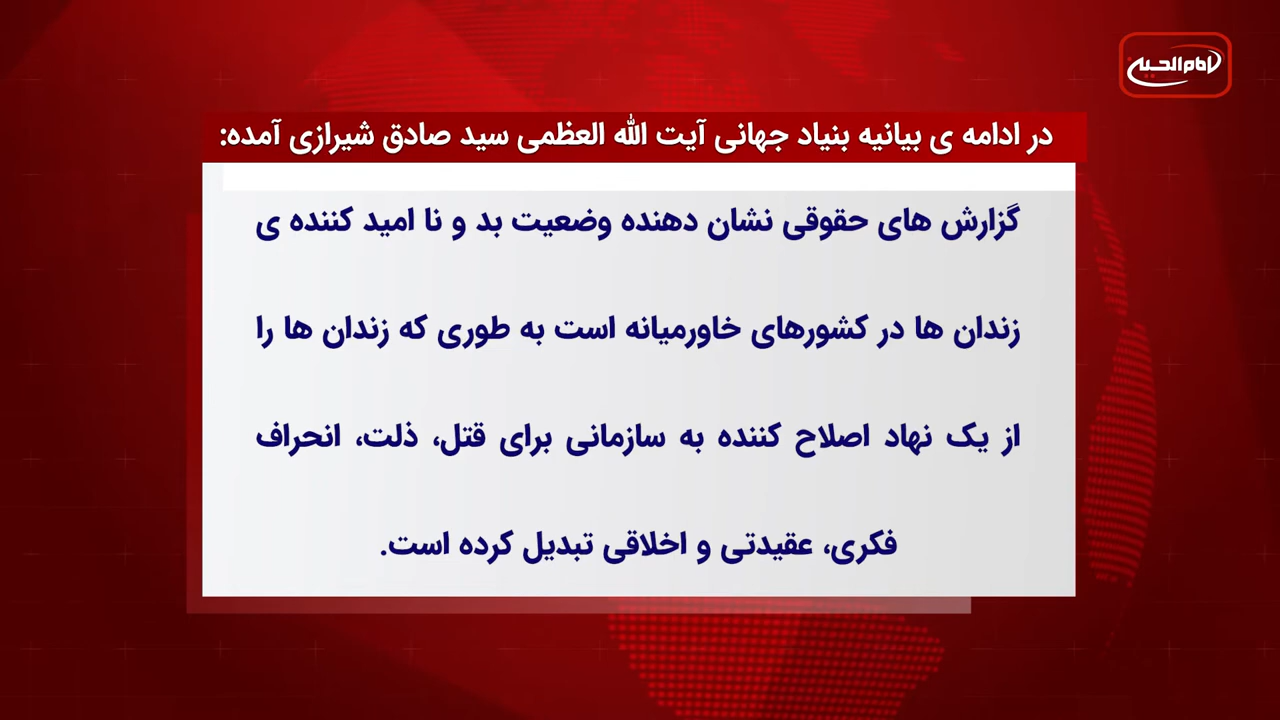 امام الحسین
در ادامه ی بیانیه بنیاد جهانی آیت الله العظمی سید صادق شیرازی آمده:
گزارش های حقوقی نشان دهنده وضعیت بد و نا امید کننده ی
زندان ها در کشورهای خاورمیانه است به طوری که زندان ها را
از یک نهاد اصلاح کننده به سازمانی برای قتل، ذلت، انحراف
فکری، عقیدتی و اخلاقی تبدیل کرده است.